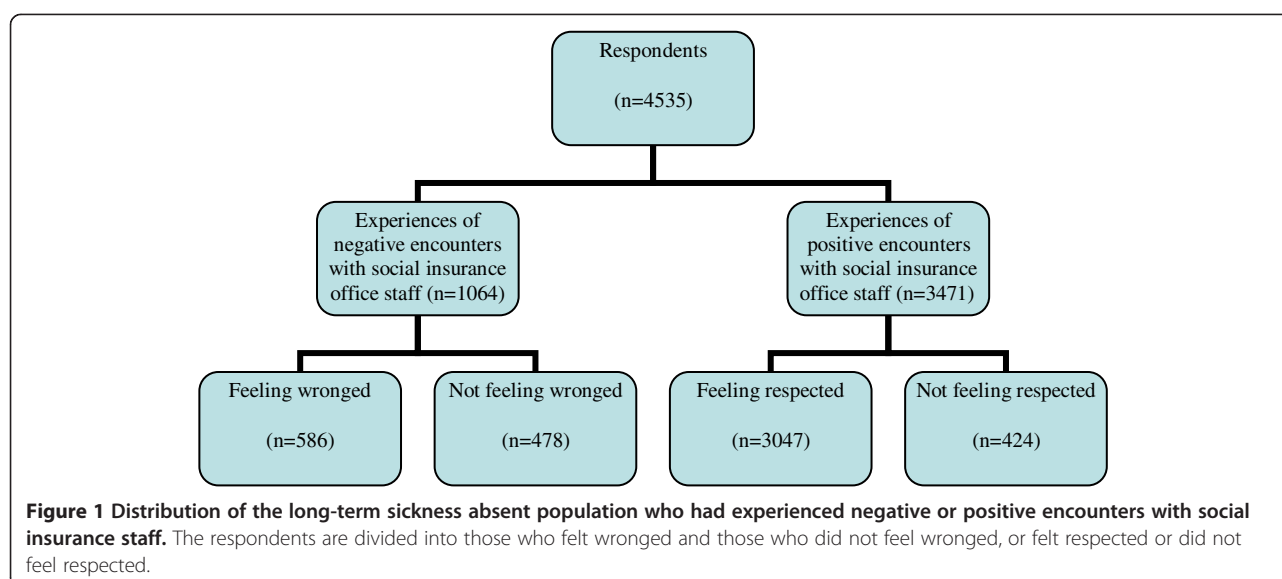 Respondents
(n=4535)
Experiences of
negative encounters
with social insurance
office staff (n=1064)
Experiences of
positive encounters
with social insurance
office staff (n=3471)
Feeling wronged
(n=586)
Not feeling wronged
(n=478)
Feeling respected
(n=3047)
Not feeling respected
(n=424)
Figure 1 Distribution of the long-term sickness absent population who had experienced negative or positive encounters with social
insurance staff. The respondents are divided into those who felt wronged and those who did not feel wronged, or felt respected or did not
feel respected.